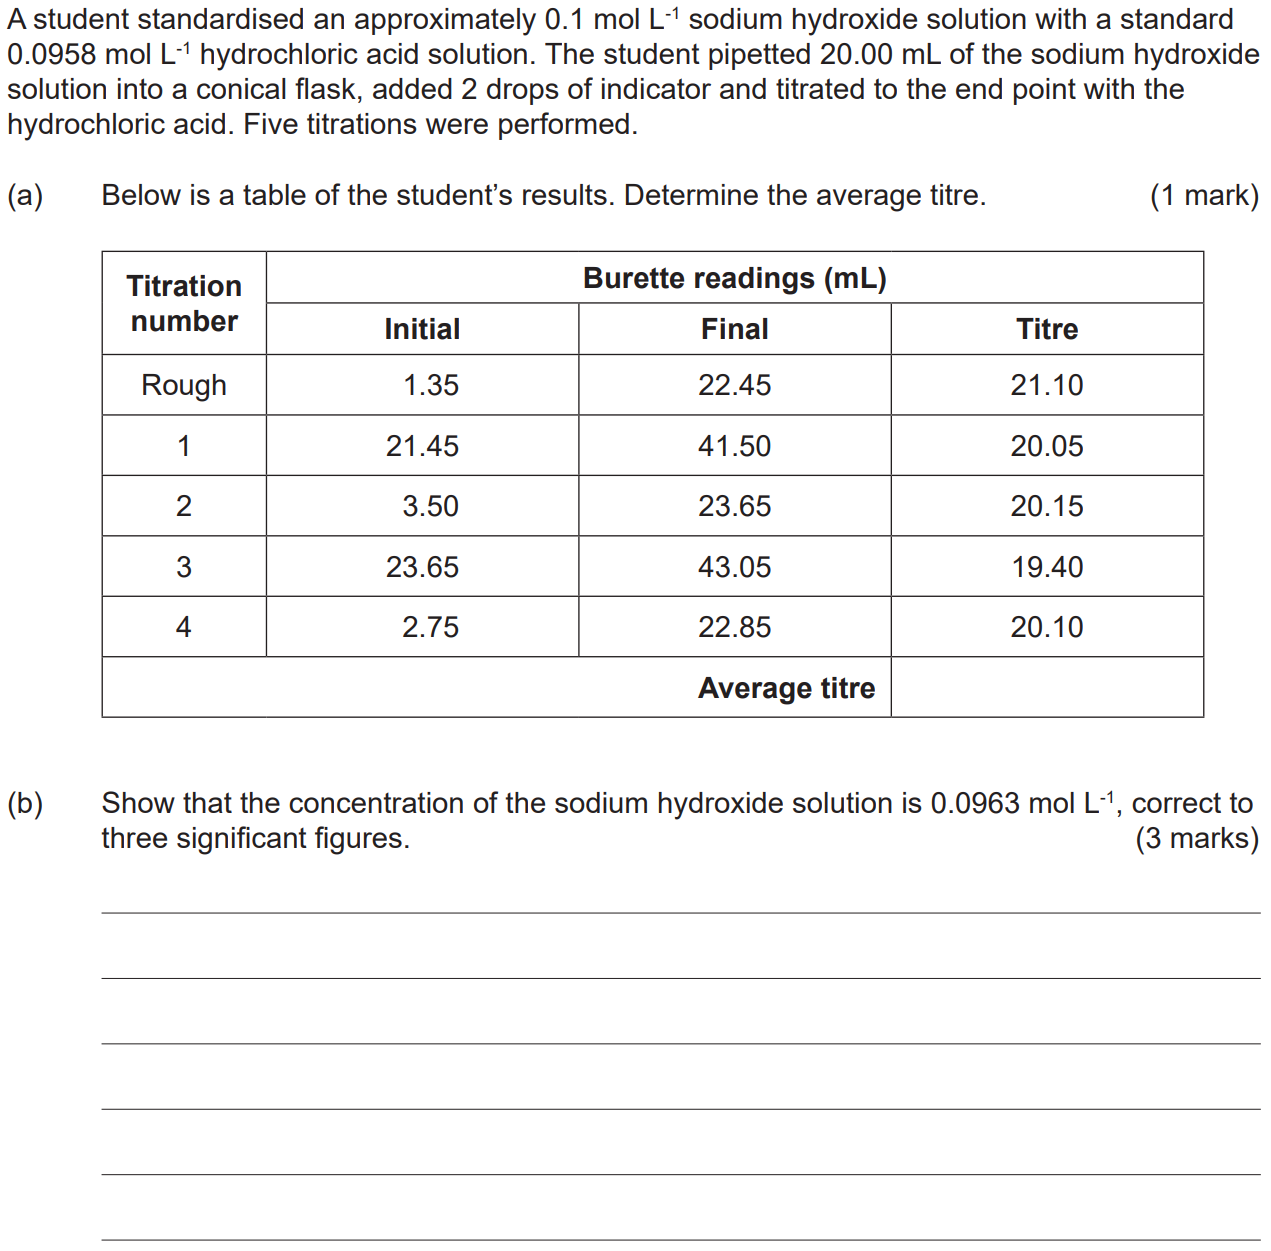 A student standardised an approximately 0.1 mol L⁻¹ sodium hydroxide solution with a standard
0.0958 mol L⁻¹ hydrochloric acid solution. The student pipetted 20.00 mL of the sodium hydroxide
solution into a conical flask, added 2 drops of indicator and titrated to the end point with the
hydrochloric acid. Five titrations were performed.
(a) Below is a table of the student’s results. Determine the average titre. (1 mark)
Titration number Burette readings (mL)
Initial Final Titre
Rough 1.35 22.45 21.10
1 21.45 41.50 20.05
2 3.50 23.65 20.15
3 23.65 43.05 19.40
4 2.75 22.85 20.10
Average titre
(b) Show that the concentration of the sodium hydroxide solution is 0.0963 mol L⁻¹, correct to
three significant figures. (3 marks)